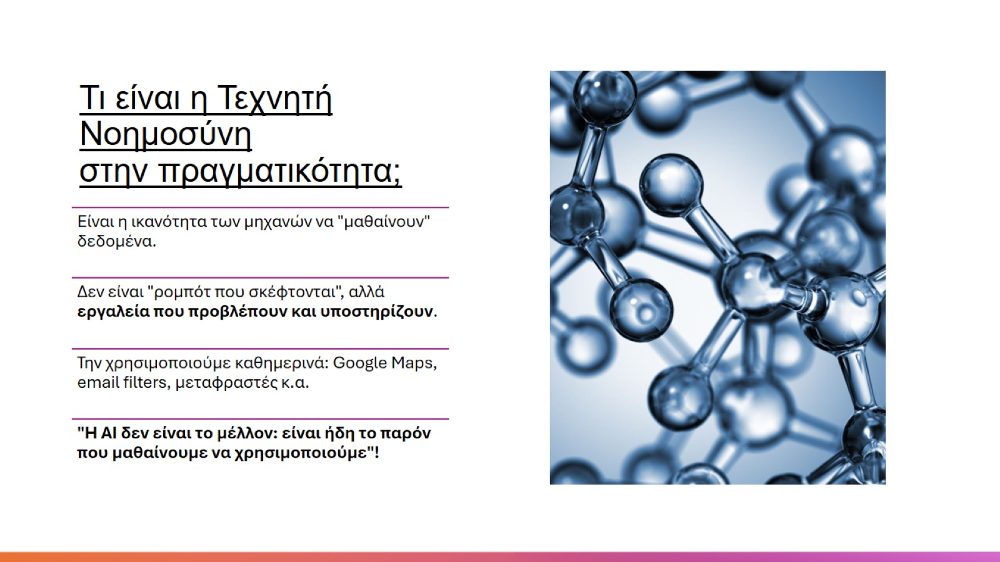 Τι είναι η Τεχνητή
Νοημοσύνη
στην πραγματικότητα;
Είναι η ικανότητα των μηχανών να "μαθαίνουν"
δεδομένα.
Δεν είναι "ρομπότ που σκέφτονται", αλλά
εργαλεία που προβλέπουν και υποστηρίζουν.
Την χρησιμοποιούμε καθημερινά: Google Maps,
email filters, μεταφραστές κ.α.
"Η AI δεν είναι το μέλλον: είναι ήδη το παρόν
που μαθαίνουμε να χρησιμοποιούμε"!